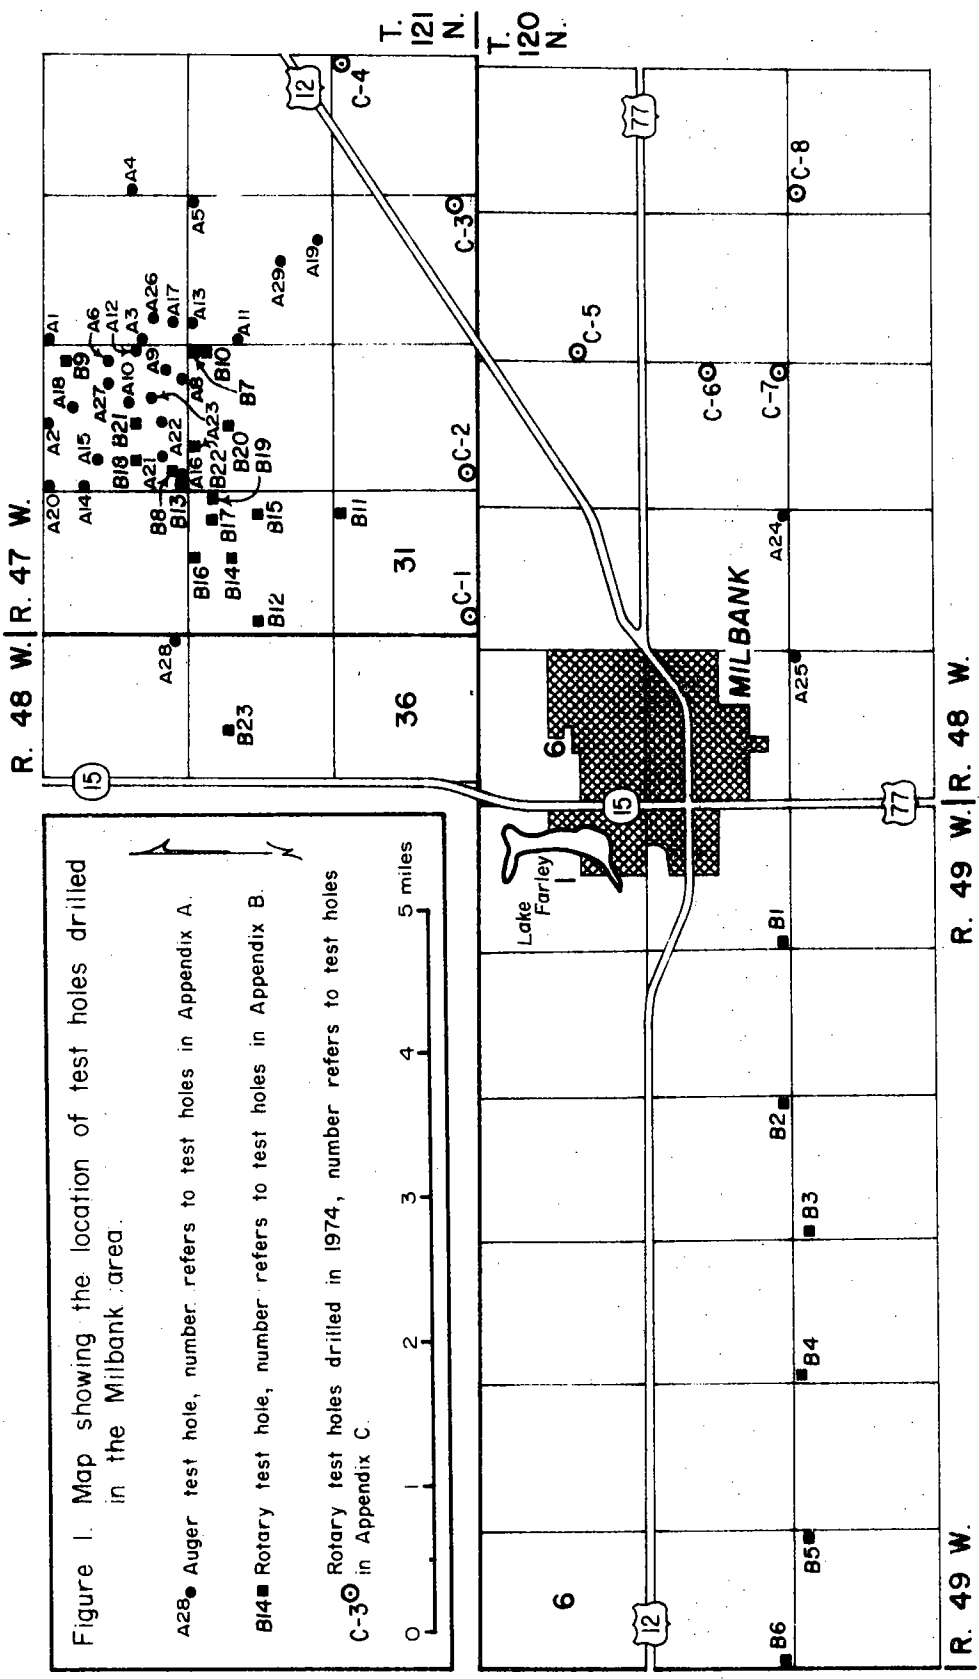 Figure 1. Map showing the location of test holes drilled
in the Milbank area.
A28 Auger test hole, number refers to test holes in Appendix A.
B14 Rotary test hole, number refers to test holes in Appendix B.
C-3 Rotary test holes drilled in 1974, number refers to test holes
in Appendix C.
0 1 2 3 4 5 miles
R. 48 W. R. 47 W.
15
A28
B23
36
A20
A2
A1
A18
B9
A6
A14
A15
A27
A12
A4
B18
B21
A10
A3
A26
A21
A22
A9
A17
B8
B13
A16
A23
A8
A13
A5
B22
B10
A11
B16
B17
B20
B7
B14
B19
B12
B15
A29
A19
31
B11
12
C-4
C-1
C-2
C-3
T.
121
N.
T.
120
N.
6
12
Lake
Farley
1
6
15
MILBANK
77
C-5
C-6
C-7
C-8
B6
B5
B4
B3
B2
B1
A25
A24
77
R. 49 W.
R. 49 W. R. 48 W.